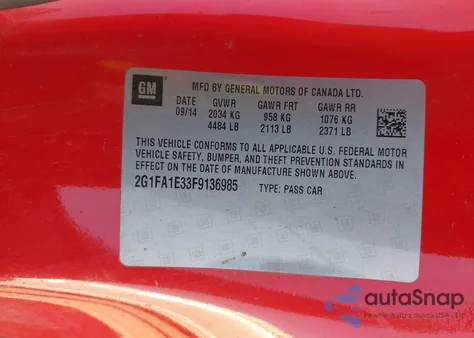 GM
MFD BY GENERAL MOTORS OF CANADA LTD.
DATE GVWR GAWR FRT GAWR RR
09/14 2034 KG 958 KG 1076 KG
4484 LB 2113 LB 2371 LB
THIS VEHICLE CONFORMS TO ALL APPLICABLE U.S. FEDERAL MOTOR
VEHICLE SAFETY, BUMPER, AND THEFT PREVENTION STANDARDS IN
EFFECT ON THE DATE OF MANUFACTURE SHOWN ABOVE.
2G1FA1E33F9136985 TYPE: PASS CAR
autoSnap